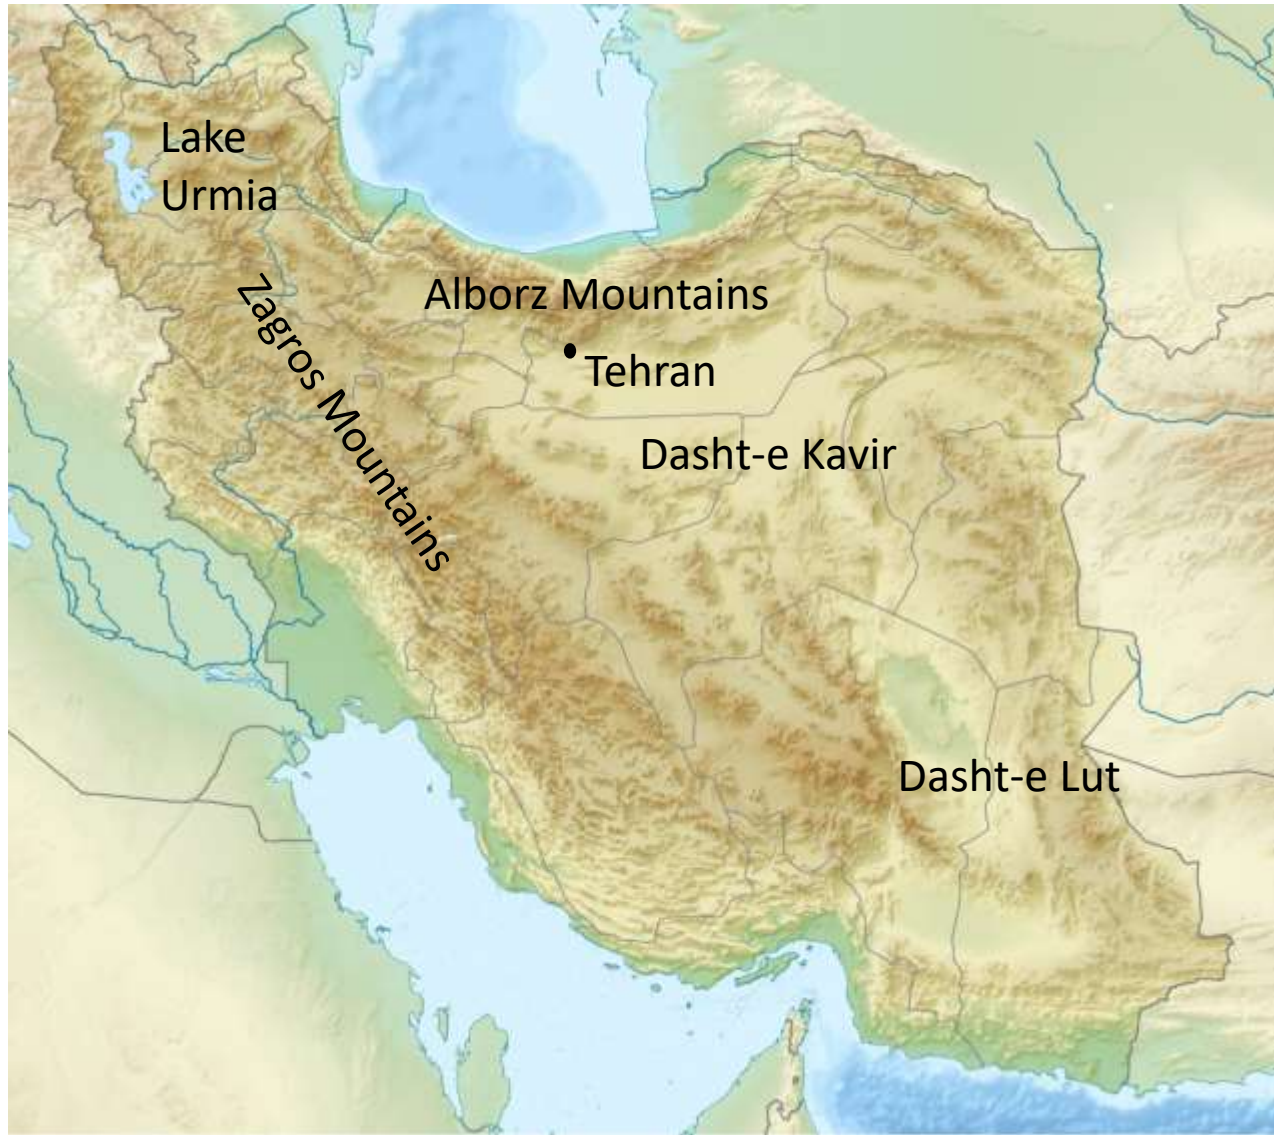 Lake
Urmia
Alborz Mountains
Zagros Mountains
Tehran
Dasht-e Kavir
Dasht-e Lut